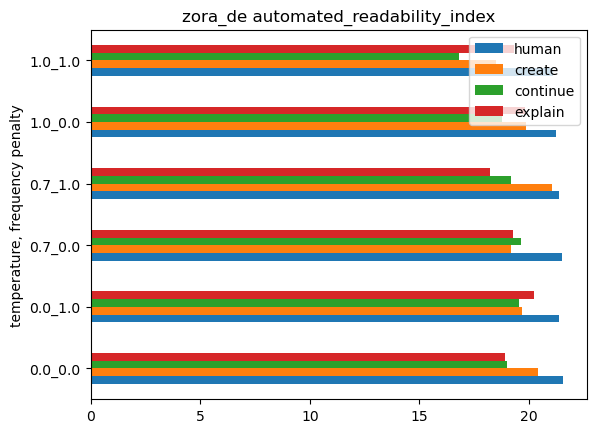 zora_de automated_readability_index
human
create
continue
explain
temperature, frequency penalty
1.0_1.0
1.0_0.0
0.7_1.0
0.7_0.0
0.0_1.0
0.0_0.0
0 5 10 15 20